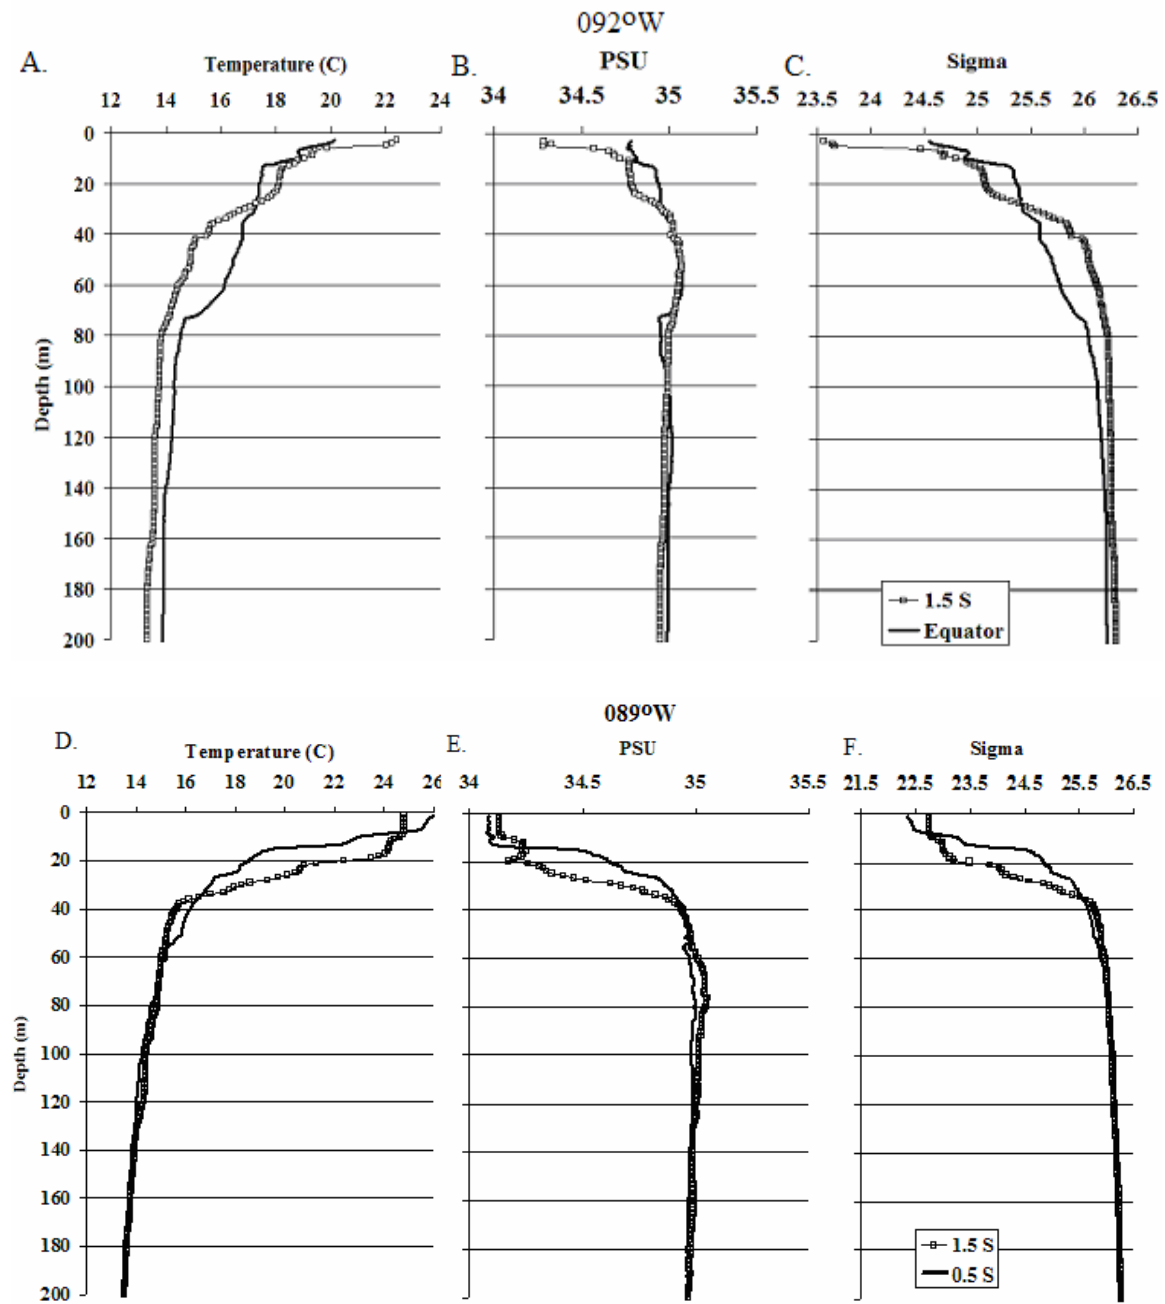 092ºW
A. Temperature (C) B. PSU C. Sigma
12 14 16 18 20 22 24 34 34.5 35 35.5 23.5 24 24.5 25 25.5 26 26.5
0
20
40
60
80
100
120
140
160
180
200
Depth (m)
1.5 S
Equator
089ºW
D. Temperature (C) E. PSU F. Sigma
12 14 16 18 20 22 24 26 34 34.5 35 35.5 21.5 22.5 23.5 24.5 25.5 26.5
0
20
40
60
80
100
120
140
160
180
200
Depth (m)
1.5 S
0.5 S